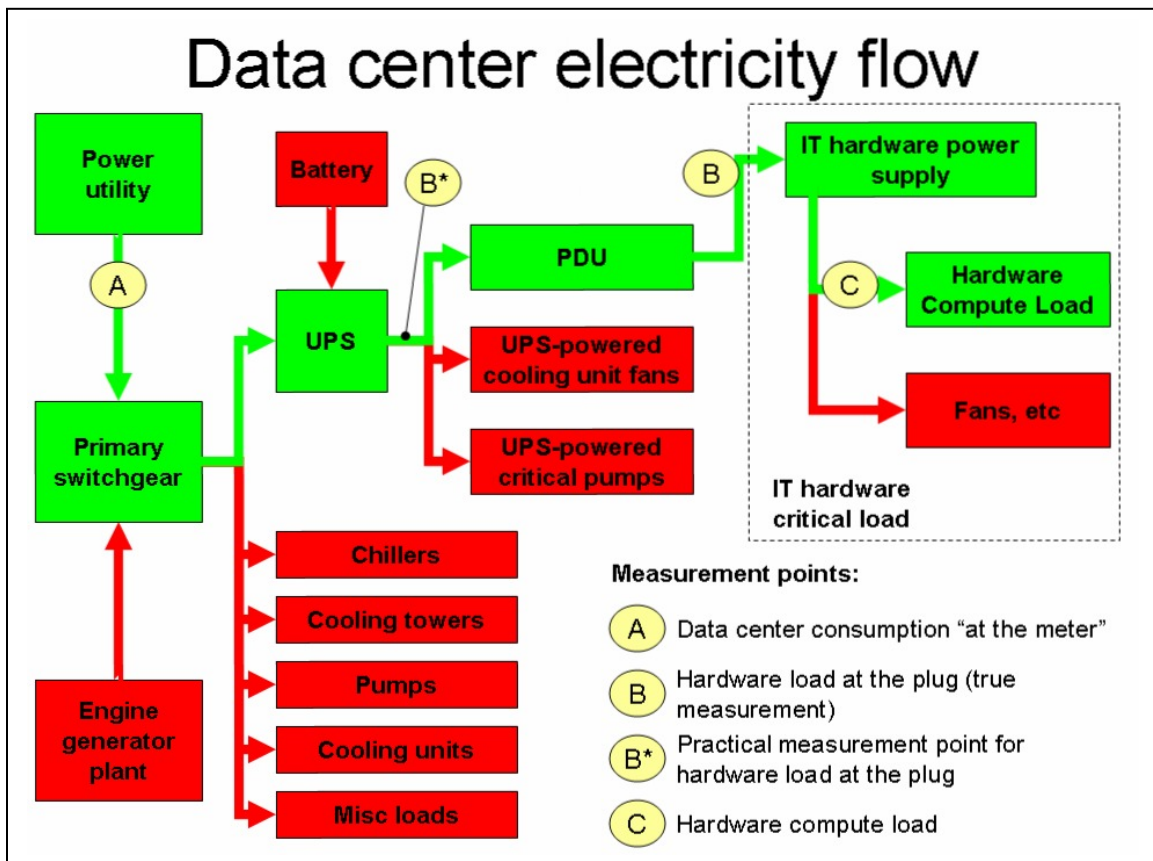 Data center electricity flow
Power
utility
Battery
B*
B
IT hardware power
supply
A
UPS
PDU
C
Hardware
Compute Load
UPS-powered
cooling unit fans
Fans, etc
Primary
switchgear
UPS-powered
critical pumps
IT hardware
critical load
Chillers
Cooling towers
Pumps
Cooling units
Misc loads
Engine
generator
plant
Measurement points:
A Data center consumption “at the meter”
B Hardware load at the plug (true
measurement)
B* Practical measurement point for
hardware load at the plug
C Hardware compute load